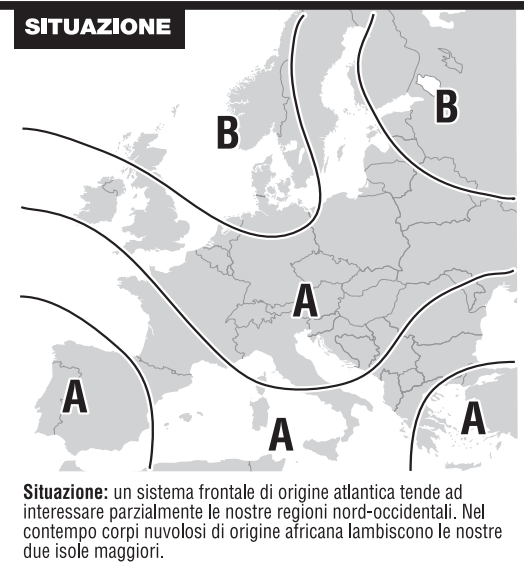 SITUAZIONE
B
B
A
A
A
A
Situazione: un sistema frontale di origine atlantica tende ad
interessare parzialmente le nostre regioni nord-occidentali. Nel
contempo corpi nuvolosi di origine africana lambiscono le nostre
due isole maggiori.